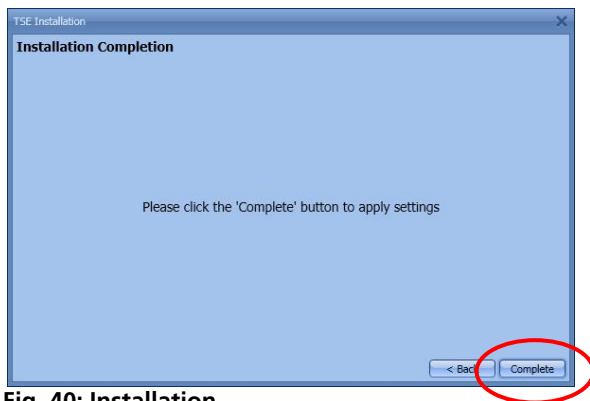 TSE Installation
Installation Completion
Please click the 'Complete' button to apply settings
< Back Complete
Fig. 40: Installation